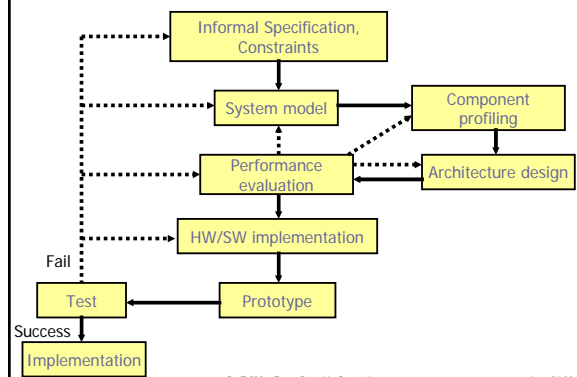 Informal Specification,
Constraints
System model
Component
profiling
Performance
evaluation
Architecture design
HW/SW implementation
Fail
Test
Prototype
Success
Implementation